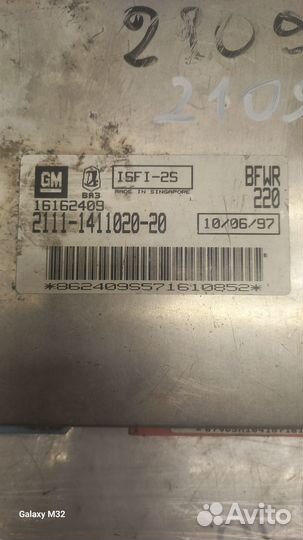 2109
2109
GM
ВАЗ
ISFI-2S
MADE IN SINGAPORE
BFWR
220
16162409
2111-1411020-20
10/06/97
*862409S571610852*
Galaxy M32
Avito